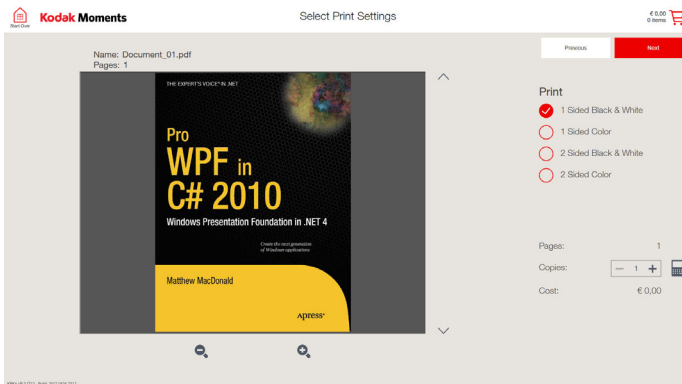 Start Over
Kodak Moments
Select Print Settings
€ 0,00
0 items
Previous
Next
Name: Document_01.pdf
Pages: 1
THE EXPERT'S VOICE® IN .NET
Pro
WPF in
C# 2010
Windows Presentation Foundation in .NET 4
Create the next generation
of Windows applications
Matthew MacDonald
Apress®
Print
1 Sided Black & White
1 Sided Color
2 Sided Black & White
2 Sided Color
Pages: 1
Copies: − 1 +
Cost: € 0,00